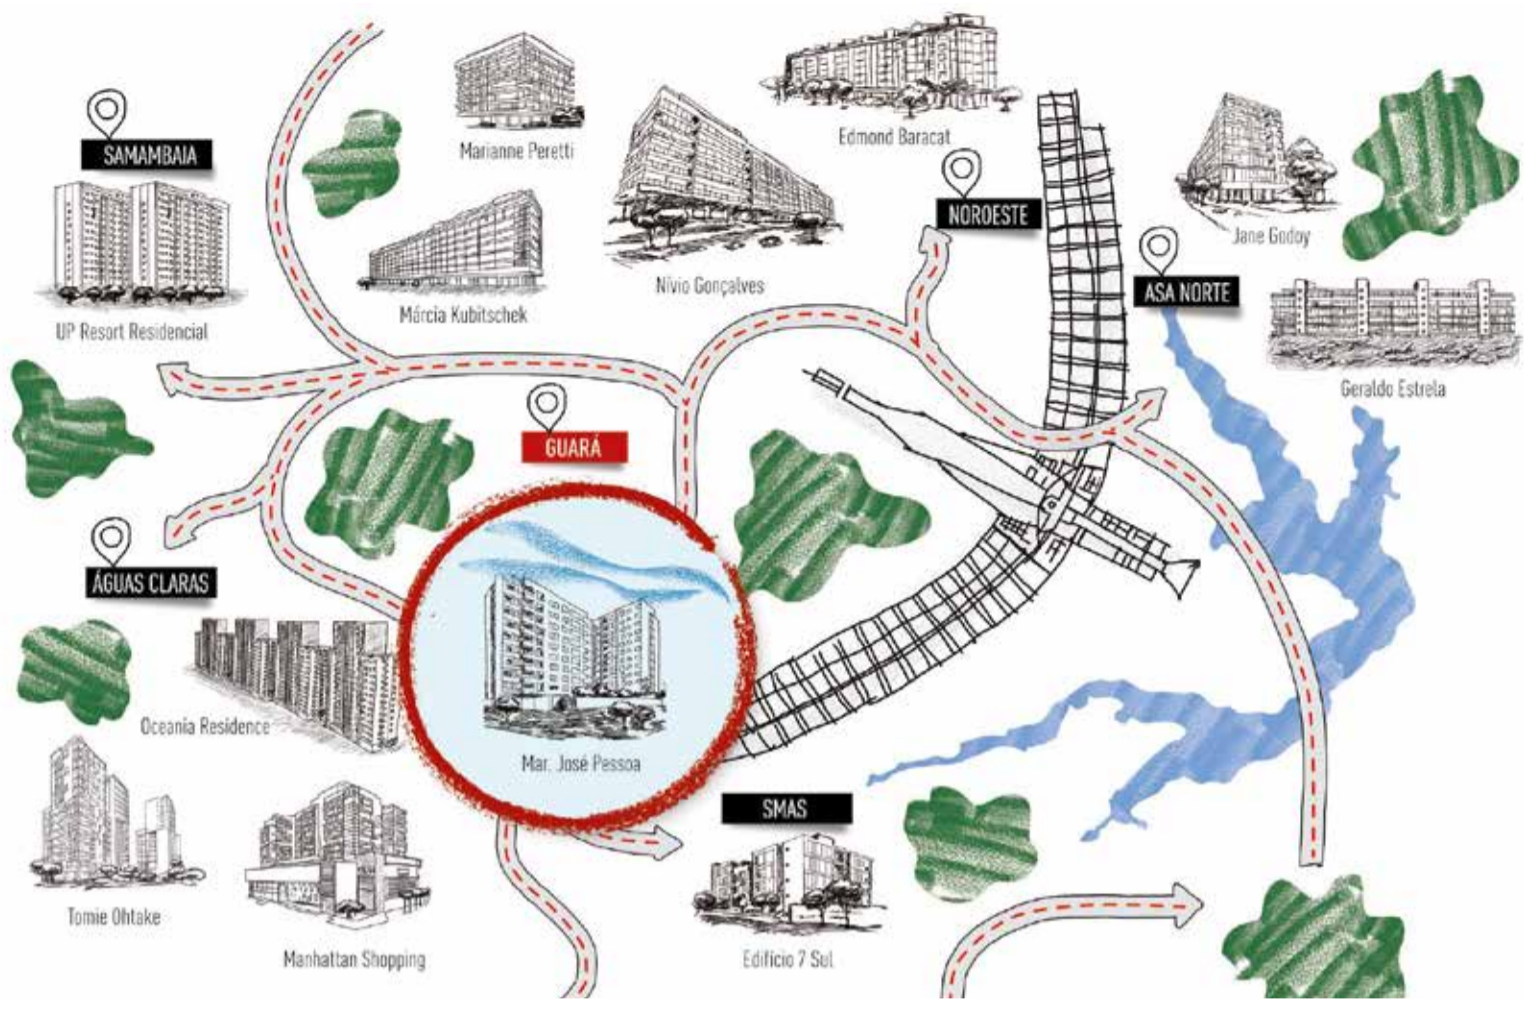 Marianne Peretti
Edmond Baracat
SAMAMBAIA
NOROESTE
Jane Godoy
Nívio Gonçalves
ASA NORTE
Márcia Kubitschek
UP Resort Residencial
Geraldo Estrela
GUARÁ
ÁGUAS CLARAS
Oceania Residence
Mar. José Pessoa
SMAS
Tomie Ohtake
Manhattan Shopping
Edifício 7 Sul